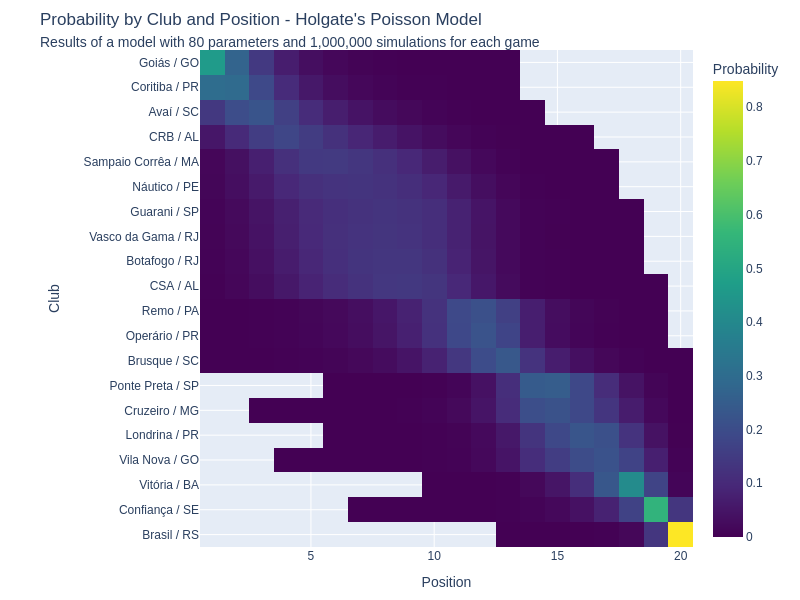 Probability by Club and Position - Holgate's Poisson Model
Results of a model with 80 parameters and 1,000,000 simulations for each game
Probability
Goiás / GO
Coritiba / PR
Avaí / SC
CRB / AL
Sampaio Corrêa / MA
Náutico / PE
Guarani / SP
Vasco da Gama / RJ
Botafogo / RJ
CSA / AL
Remo / PA
Operário / PR
Brusque / SC
Ponte Preta / SP
Cruzeiro / MG
Londrina / PR
Vila Nova / GO
Vitória / BA
Confiança / SE
Brasil / RS
Club
5
10
15
20
Position
0.8
0.7
0.6
0.5
0.4
0.3
0.2
0.1
0